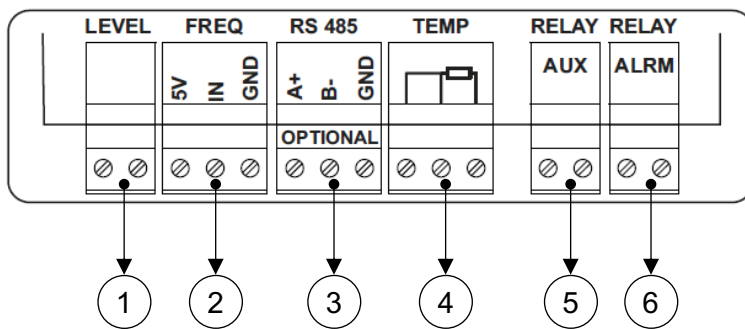 LEVEL FREQ RS 485 TEMP RELAY RELAY
5V IN GND A+ B- GND AUX ALRM
OPTIONAL
1 2 3 4 5 6